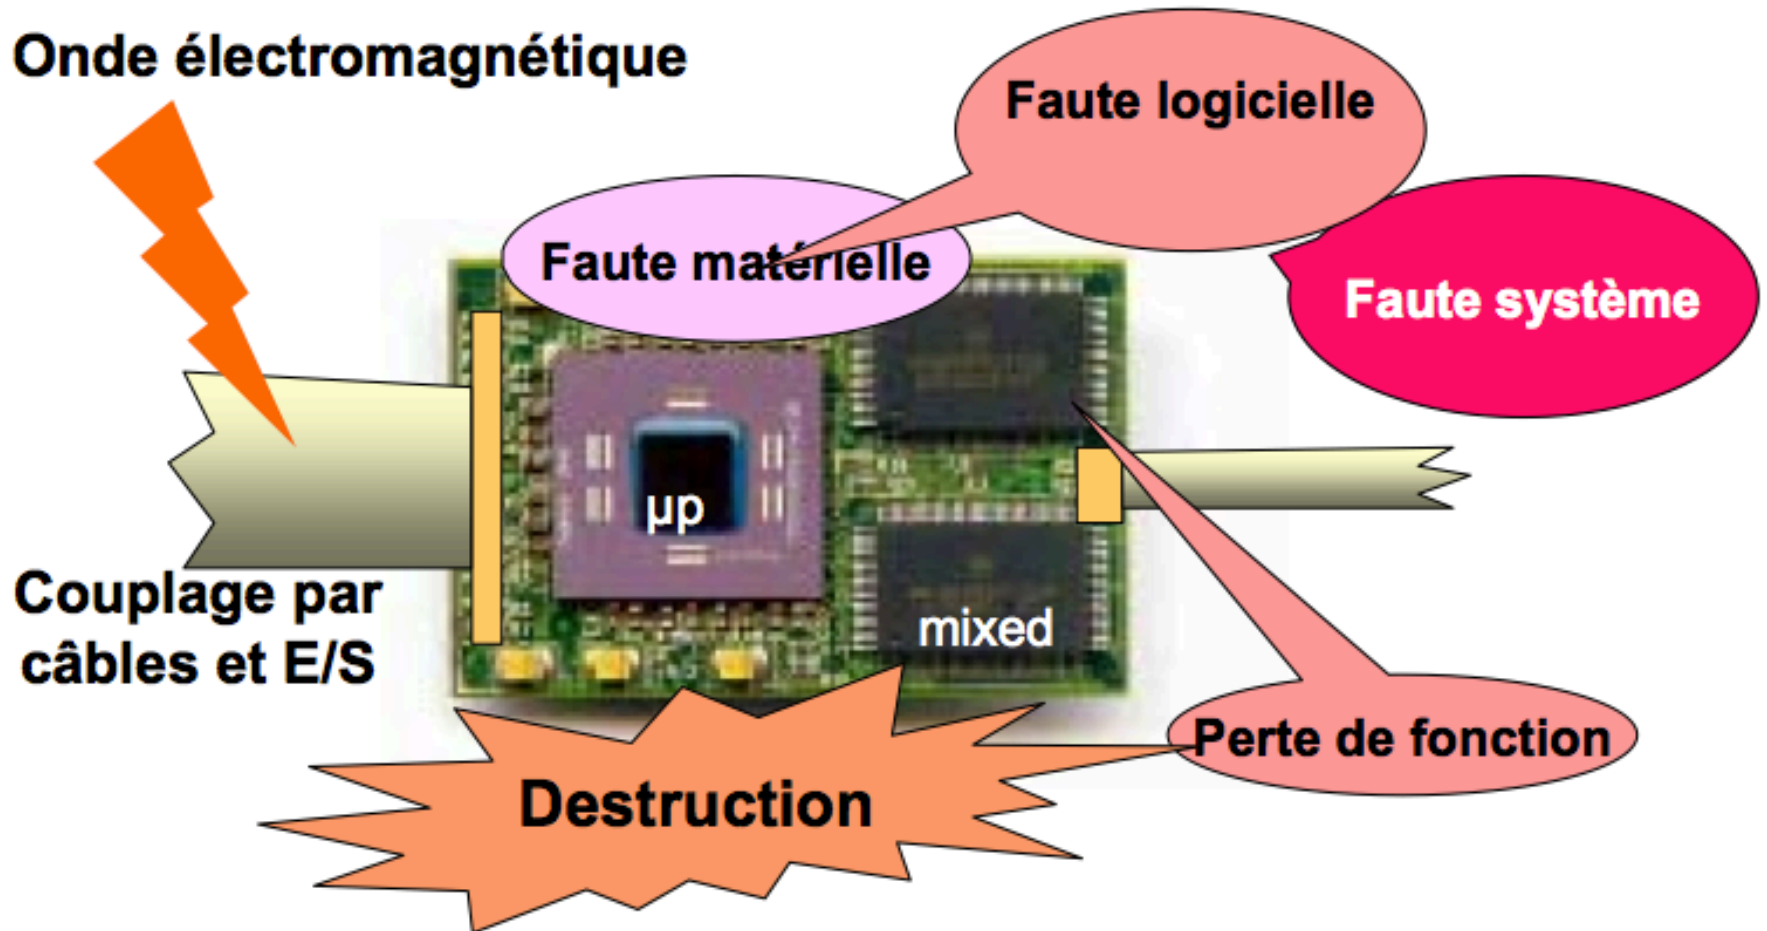 Onde électromagnétique
Faute logicielle
Faute matérielle
Faute système
µp
Couplage par
câbles et E/S
mixed
Perte de fonction
Destruction